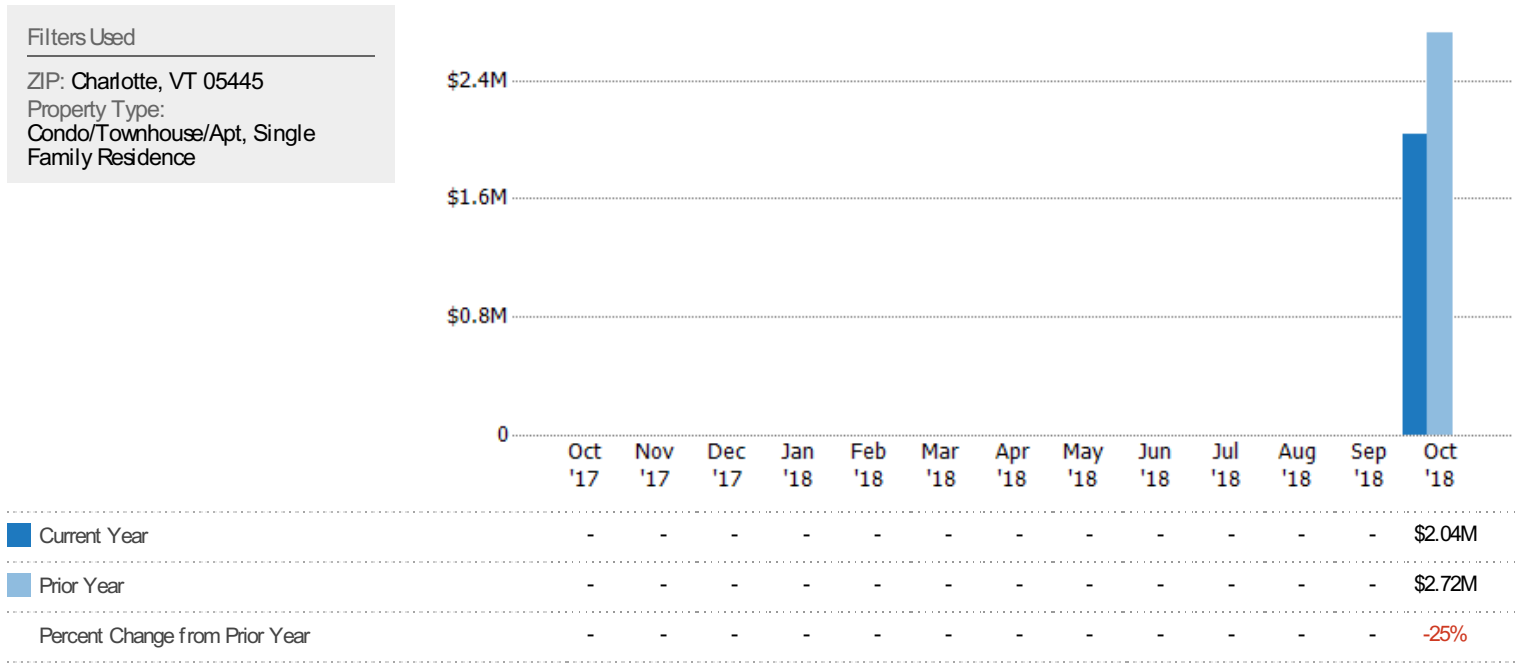 Filters Used
ZIP: Charlotte, VT 05445
Property Type:
Condo/Townhouse/Apt, Single
Family Residence
$2.4M
$1.6M
$0.8M
0
Oct Nov Dec Jan Feb Mar Apr May Jun Jul Aug Sep Oct
'17 '17 '17 '18 '18 '18 '18 '18 '18 '18 '18 '18 '18
Current Year - - - - - - - - - - - - $2.04M
Prior Year - - - - - - - - - - - - $2.72M
Percent Change from Prior Year - - - - - - - - - - - - -25%